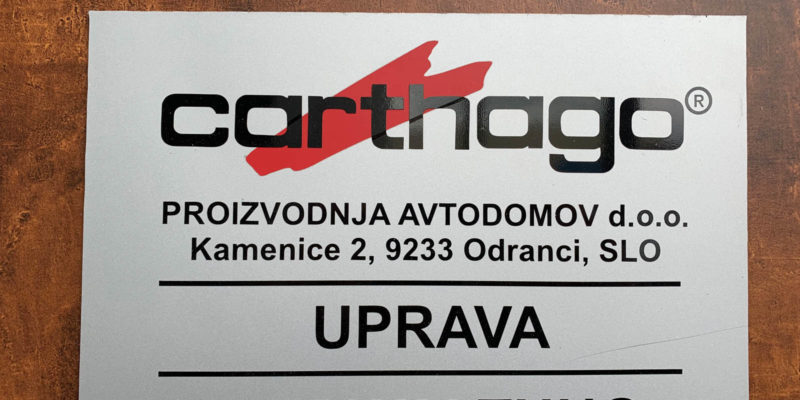 carthago®
PROIZVODNJA AVTODOMOV d.o.o.
Kamenice 2, 9233 Odranci, SLO
UPRAVA